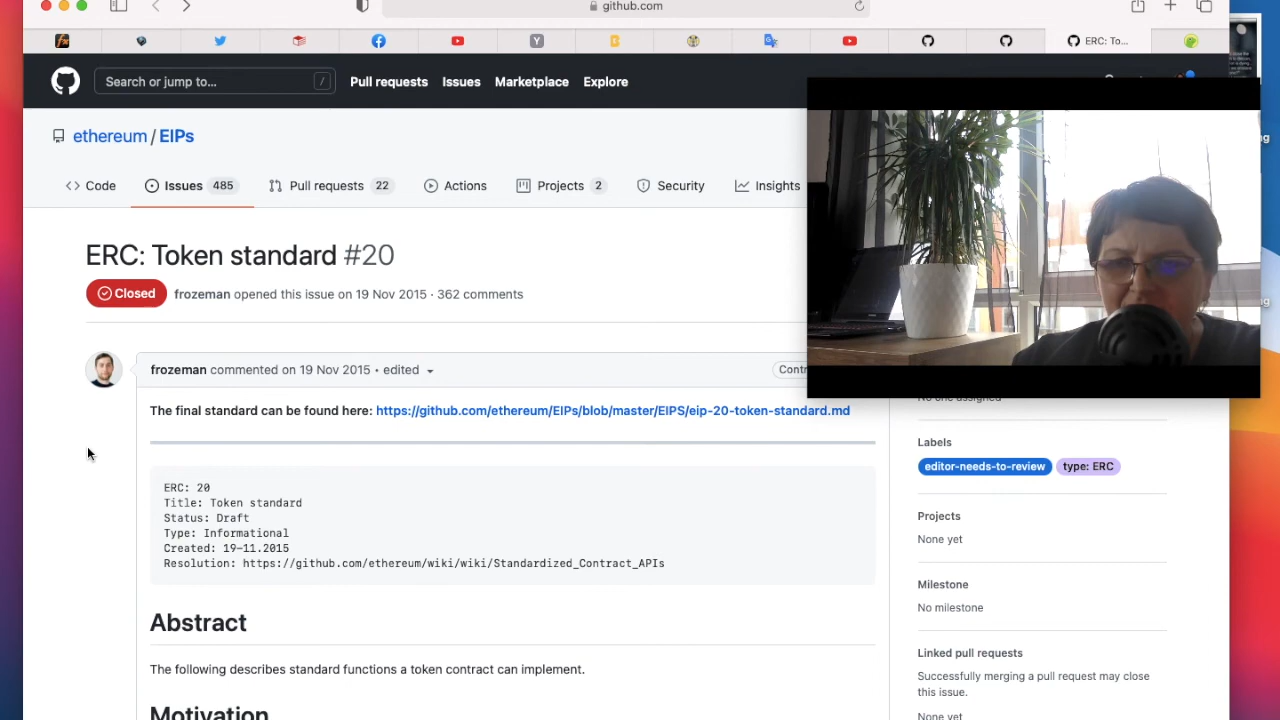 github.com
ERC: To...
Search or jump to...
/
Pull requests
Issues
Marketplace
Explore
ethereum / EIPs
Code
Issues 485
Pull requests 22
Actions
Projects 2
Security
Insights
ERC: Token standard #20
Closed
frozeman opened this issue on 19 Nov 2015 · 362 comments
frozeman commented on 19 Nov 2015 • edited
Contr
The final standard can be found here: https://github.com/ethereum/EIPs/blob/master/EIPS/eip-20-token-standard.md
ERC: 20
Title: Token standard
Status: Draft
Type: Informational
Created: 19-11.2015
Resolution: https://github.com/ethereum/wiki/wiki/Standardized_Contract_APIs
Abstract
The following describes standard functions a token contract can implement.
Motivation
No one assigned
Labels
editor-needs-to-review
type: ERC
Projects
None yet
Milestone
No milestone
Linked pull requests
Successfully merging a pull request may close
this issue.
None yet